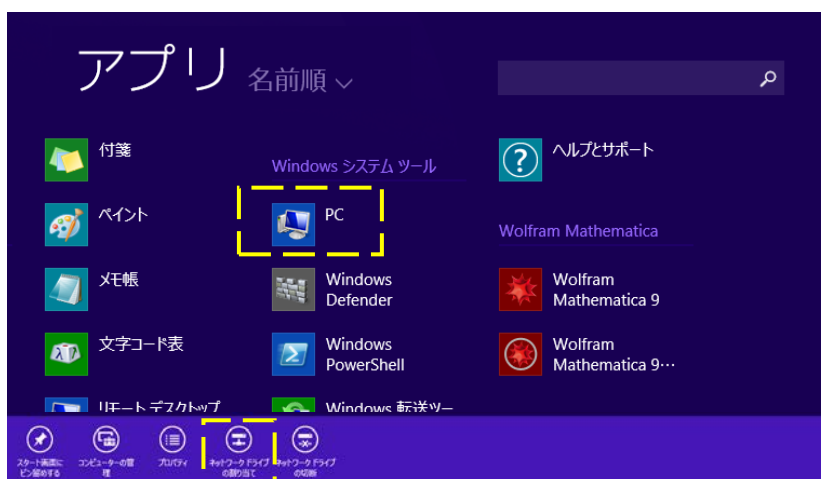 アプリ 名前順
付箋
ペイント
メモ帳
文字コード表
リモート デスクトップ
Windows システム ツール
PC
Windows
Defender
Windows
PowerShell
Windows 転送ツー
ヘルプとサポート
Wolfram Mathematica
Wolfram
Mathematica 9
Wolfram
Mathematica 9…
スタート画面に
ピン留めする
コンピューターの管
理
プロパティ
ネットワーク ドライブ
の割り当て
ネットワーク ドライブ
の切断